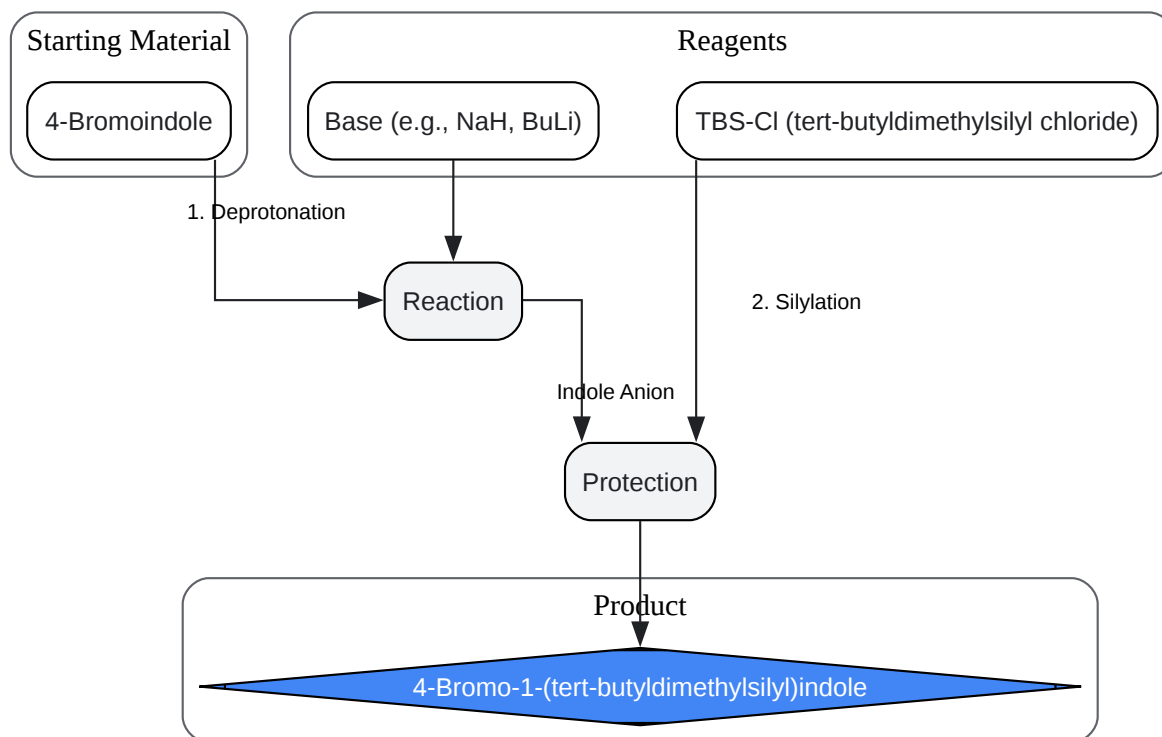 Starting Material
Reagents
4-Bromoindole
Base (e.g., NaH, BuLi)
TBS-Cl (tert-butyldimethylsilyl chloride)
1. Deprotonation
Reaction
2. Silylation
Indole Anion
Protection
Product
4-Bromo-1-(tert-butyldimethylsilyl)indole